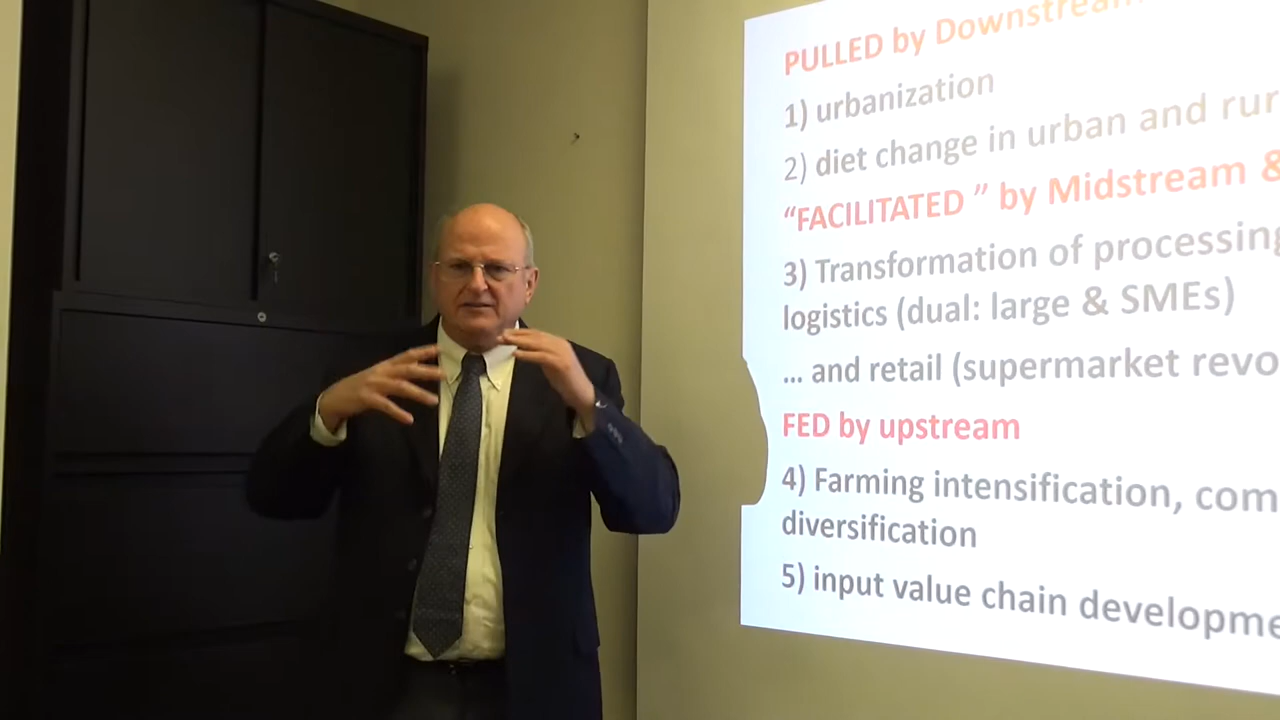 PULLED by Downstream
1) urbanization
2) diet change in urban and rur
“FACILITATED ” by Midstream &
3) Transformation of processing
logistics (dual: large & SMEs)
... and retail (supermarket revo
FED by upstream
4) Farming intensification, com
diversification
5) input value chain developme